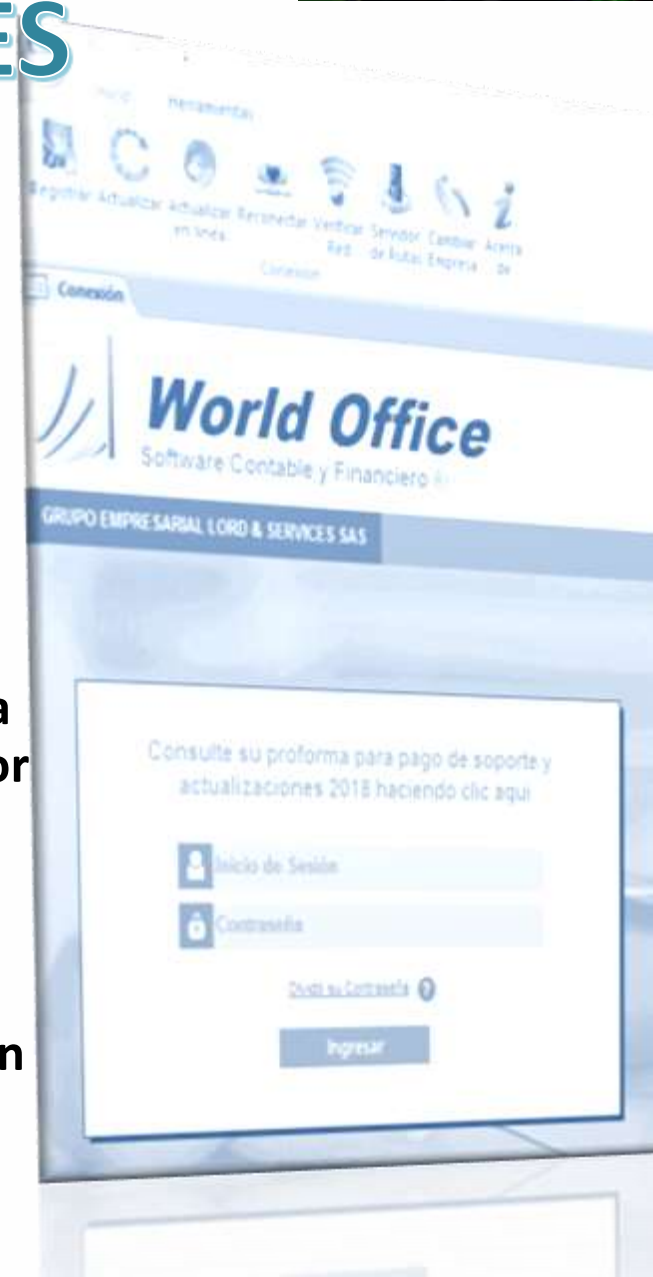 ES
Herramientas
Registrar Actualizar Actualizar Reconectar Verificar Servidor Cambiar Acerca
en línea Red de Rutas Empresa de
Conexión
Conexión
World Office
Software Contable y Financiero
GRUPO EMPRESARIAL LORD & SERVICES SAS
a
or
Consulte su proforma para pago de soporte y
actualizaciones 2018 haciendo clic aqui
Inicio de Sesión
Contraseña
n
su Contraseña ?
Ingresar